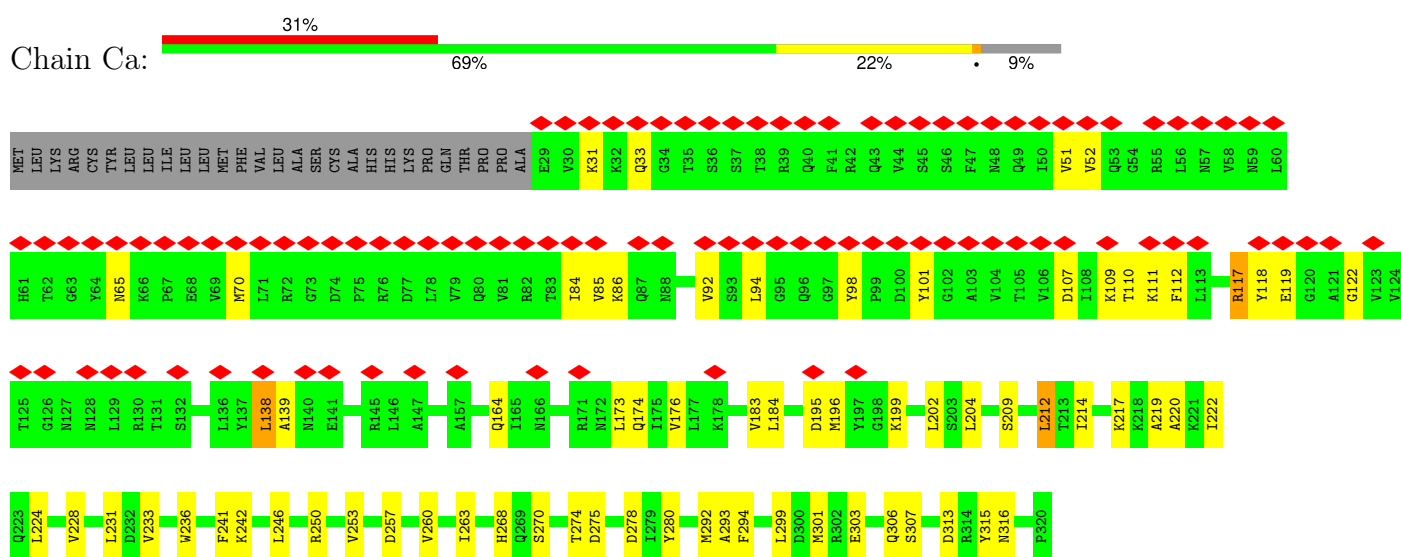 31%
Chain Ca:
69% 22% • 9%
MET LEU LYS ARG CYS TYR LEU LEU ILE LEU LEU MET PHE VAL LEU ALA SER CYS ALA HIS HIS LYS PRO GLN THR PRO PRO ALA E29 V30 K31 K32 Q33 G34 T35 S36 S37 T38 R39 Q40 F41 R42 Q43 V44 S45 S46 F47 N48 Q49 I50 V51 V52 Q53 G54 R55 L56 N57 V58 N59 L60
H61 T62 G63 Y64 N65 K66 P67 E68 V69 M70 L71 R72 G73 D74 P75 R76 D77 L78 V79 Q80 V81 R82 T83 I84 V85 K86 Q87 N88 V92 S93 L94 G95 Q96 G97 Y98 P99 D100 Y101 G102 A103 V104 T105 V106 D107 I108 K109 T110 K111 F112 L113 R117 Y118 E119 G120 A121 G122 V123 V124
T125 G126 N127 N128 L129 R130 T131 S132 L136 Y137 L138 A139 N140 E141 R145 L146 A147 A157 Q164 I165 N166 R171 N172 L173 Q174 I175 V176 L177 K178 V183 L184 D195 M196 Y197 G198 K199 L202 S203 L204 S209 L212 T213 I214 K217 K218 A219 A220 K221 I222
Q223 L224 V228 L231 D232 V233 W236 F241 K242 L246 R250 V253 D257 V260 I263 H268 Q269 S270 T274 D275 D278 I279 Y280 M292 A293 F294 L299 D300 M301 R302 E303 Q306 S307 D313 R314 Y315 N316 P320